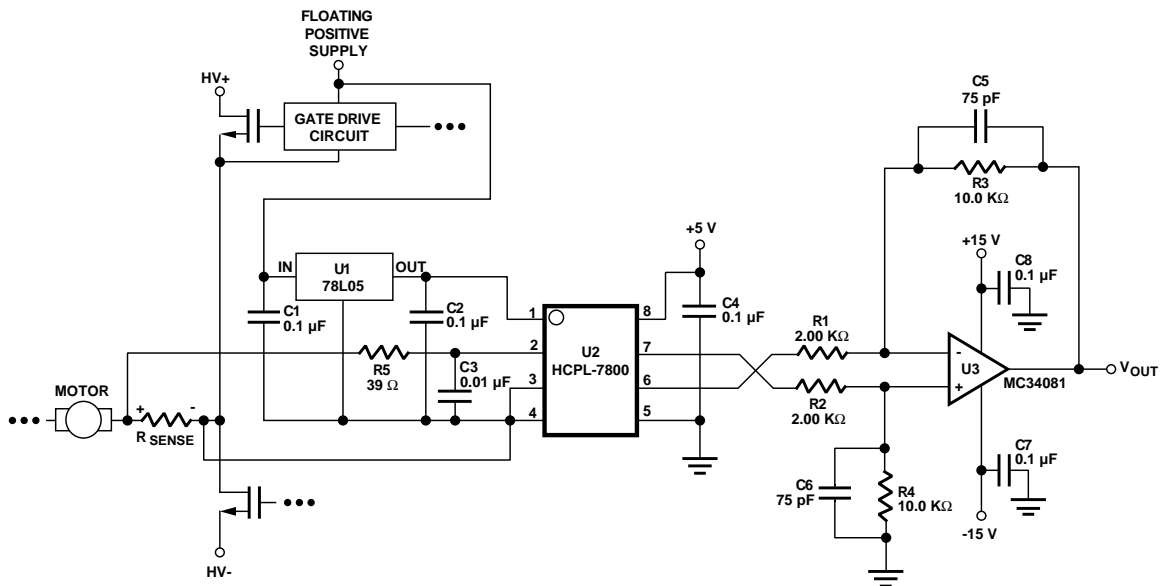 FLOATING
POSITIVE
SUPPLY
HV+
GATE DRIVE
CIRCUIT
C5
75 pF
R3
10.0 KΩ
+5 V
+15 V
C8
0.1 µF
IN
U1
78L05
OUT
C1
0.1 µF
C2
0.1 µF
C4
0.1 µF
1
2
3
4
8
7
6
5
U2
HCPL-7800
R5
39 Ω
C3
0.01 µF
R1
2.00 KΩ
R2
2.00 KΩ
-
+
U3
MC34081
VOUT
MOTOR
+
-
R SENSE
C7
0.1 µF
C6
75 pF
R4
10.0 KΩ
-15 V
HV-